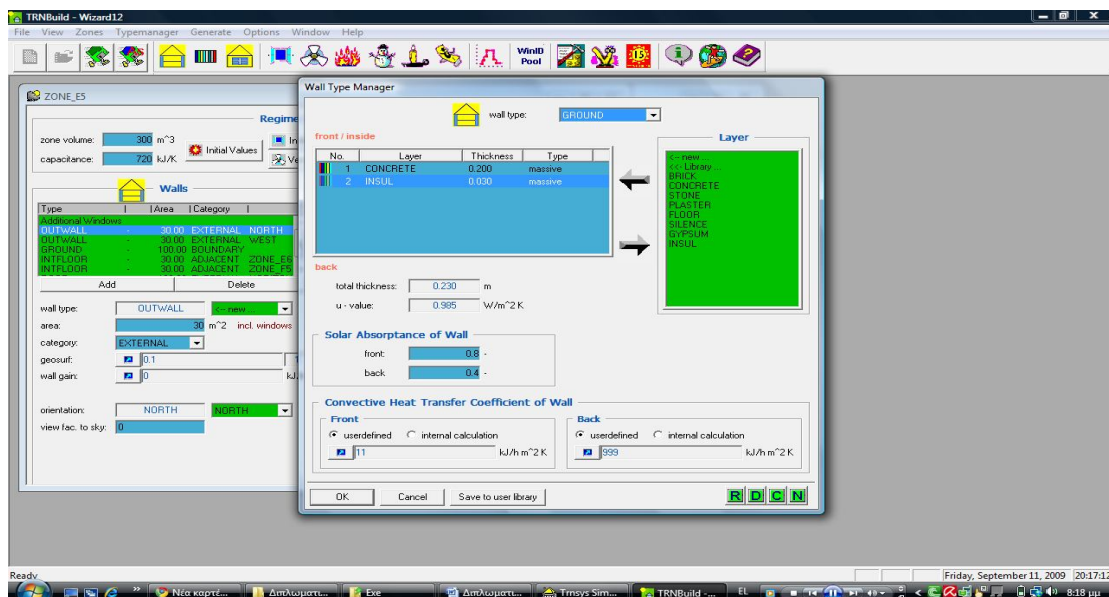 TRNBuild - Wizard12
File View Zones Typemanager Generate Options Window Help
WinID
Pool
15
ZONE_E5
Regime
zone volume: 300 m^3
Initial Values
capacitance: 720 kJ/K
Walls
Type Area Category
Additional Windows
OUTWALL - 30.00 EXTERNAL NORTH
OUTWALL - 30.00 EXTERNAL WEST
GROUND - 100.00 BOUNDARY
INTFLOOR - 30.00 ADJACENT ZONE_E6
INTFLOOR - 30.00 ADJACENT ZONE_F5
Add Delete
wall type: OUTWALL <-- new ...
area: 30 m^2 incl. windows
category: EXTERNAL
geosurf: 0.1
wall gain: 0 kJ
orientation: NORTH NORTH
view fac. to sky: 0
Wall Type Manager
wall type: GROUND
front / inside
No. Layer Thickness Type
1 CONCRETE 0.200 massive
2 INSUL 0.030 massive
back
Layer
<-- new ...
<<- Library ...
BRICK
CONCRETE
STONE
PLASTER
FLOOR
SILENCE
GYPSUM
INSUL
total thickness: 0.230 m
u - value: 0.985 W/m^2 K
Solar Absorptance of Wall
front: 0.8 -
back 0.4 -
Convective Heat Transfer Coefficient of Wall
Front
userdefined internal calculation
11 kJ/h m^2 K
Back
userdefined internal calculation
999 kJ/h m^2 K
OK Cancel Save to user library
R D C N
Ready
Friday, September 11, 2009 20:17:12
Νέα καρτέ... Διπλωματι... Exe Διπλωματι... Trnsys Sim... TRNBuild -... EL 8:18 μμ